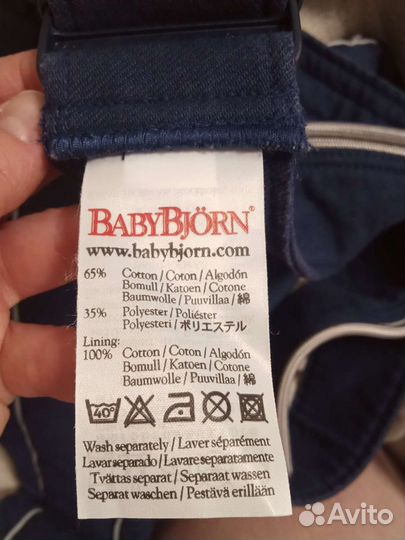 BABYBJÖRN®
www.babybjorn.com
65% Cotton / Coton / Algodón
Bomull / Katoen / Cotone
Baumwolle / Puuvillaa / 綿
35% Polyester / Poliéster
Polyesteri / ポリエステル
Lining:
100% Cotton / Coton / Algodón
Bomull / Katoen / Cotone
Baumwolle / Puuvillaa / 綿
40°
Wash separately / Laver séparément
Lavar separado / Lavare separatamente
Tvättas separat / Separaat wassen
Separat waschen / Pestävä erillään
Avito